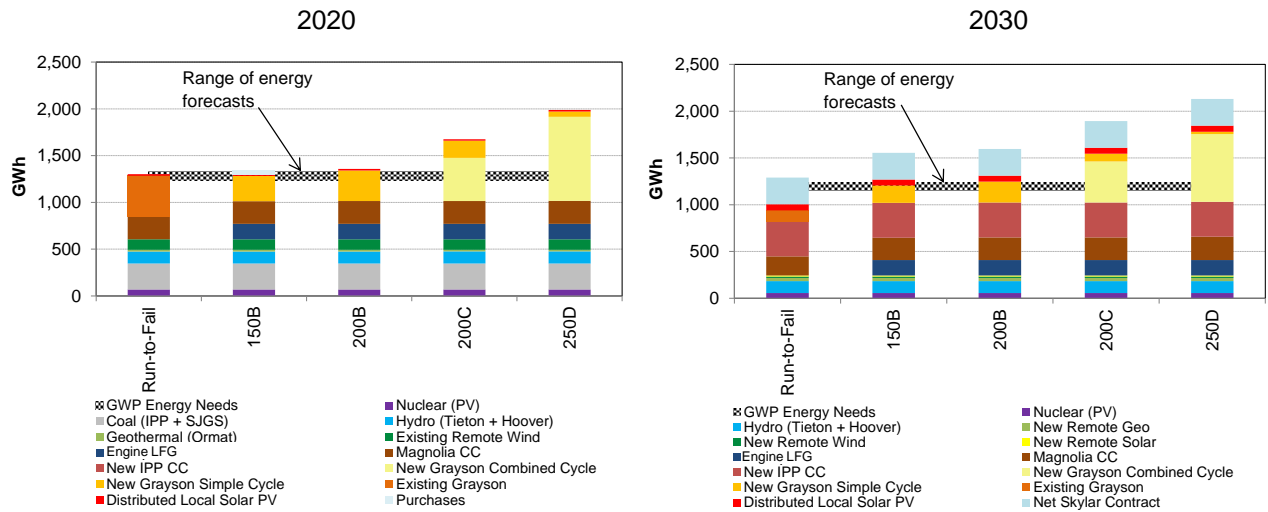 2020
2,500
2,000
1,500
1,000
500
0
GWh
Range of energy
forecasts
Run-to-Fail
150B
200B
200C
250D
GWP Energy Needs
Nuclear (PV)
Coal (IPP + SJGS)
Hydro (Tieton + Hoover)
Geothermal (Ormat)
Existing Remote Wind
Engine LFG
Magnolia CC
New IPP CC
New Grayson Combined Cycle
New Grayson Simple Cycle
Existing Grayson
Distributed Local Solar PV
Purchases
2030
2,500
2,000
1,500
1,000
500
0
GWh
Range of energy
forecasts
Run-to-Fail
150B
200B
200C
250D
GWP Energy Needs
Nuclear (PV)
Hydro (Tieton + Hoover)
New Remote Geo
New Remote Wind
New Remote Solar
Engine LFG
Magnolia CC
New IPP CC
New Grayson Combined Cycle
New Grayson Simple Cycle
Existing Grayson
Distributed Local Solar PV
Net Skylar Contract